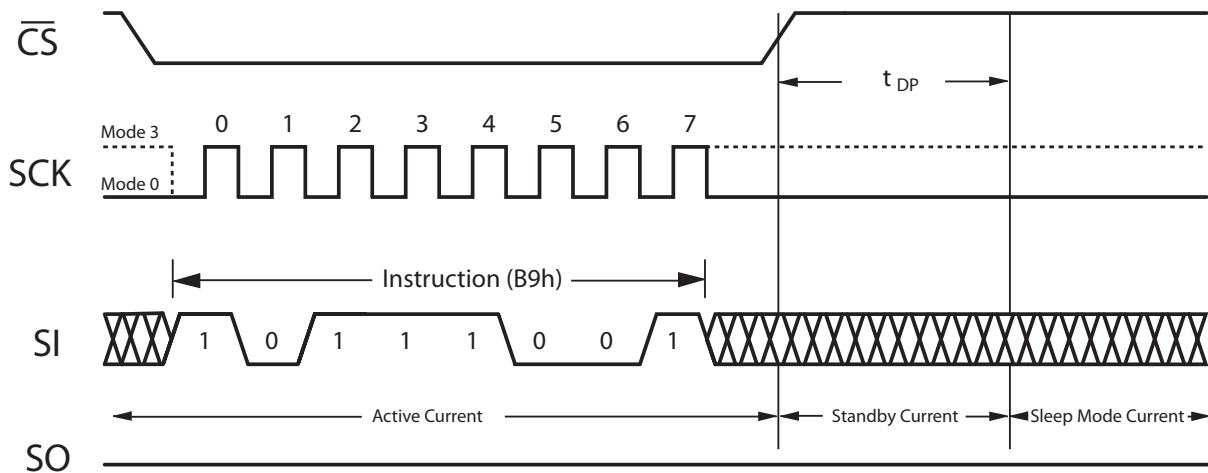 CS
t DP
0 1 2 3 4 5 6 7
Mode 3
SCK
Mode 0
Instruction (B9h)
SI
1 0 1 1 1 0 0 1
Active Current
Standby Current
Sleep Mode Current
SO